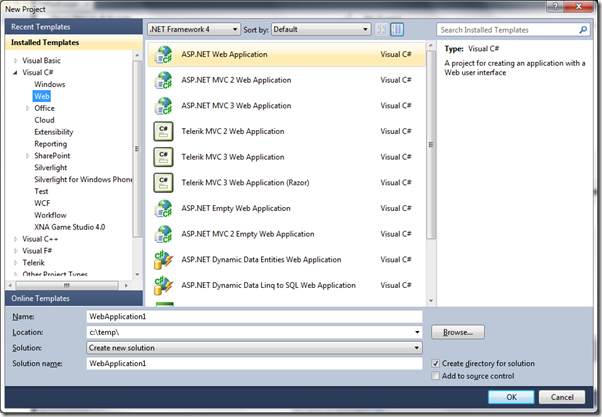 New Project
Recent Templates
.NET Framework 4
Sort by:
Default
Search Installed Templates
Installed Templates
Visual Basic
Visual C#
Windows
Web
Office
Cloud
Extensibility
Reporting
SharePoint
Silverlight
Silverlight for Windows Phone
Test
WCF
Workflow
XNA Game Studio 4.0
Visual C++
Visual F#
Telerik
Other Project Types
Online Templates
ASP.NET Web Application Visual C#
ASP.NET MVC 2 Web Application Visual C#
ASP.NET MVC 3 Web Application Visual C#
Telerik MVC 2 Web Application Visual C#
Telerik MVC 3 Web Application Visual C#
Telerik MVC 3 Web Application (Razor) Visual C#
ASP.NET Empty Web Application Visual C#
ASP.NET MVC 2 Empty Web Application Visual C#
ASP.NET Dynamic Data Entities Web Application Visual C#
ASP.NET Dynamic Data Linq to SQL Web Application Visual C#
Type: Visual C#
A project for creating an application with a
Web user interface
Name: WebApplication1
Location: c:\temp\
Browse...
Solution: Create new solution
Solution name: WebApplication1
Create directory for solution
Add to source control
OK
Cancel